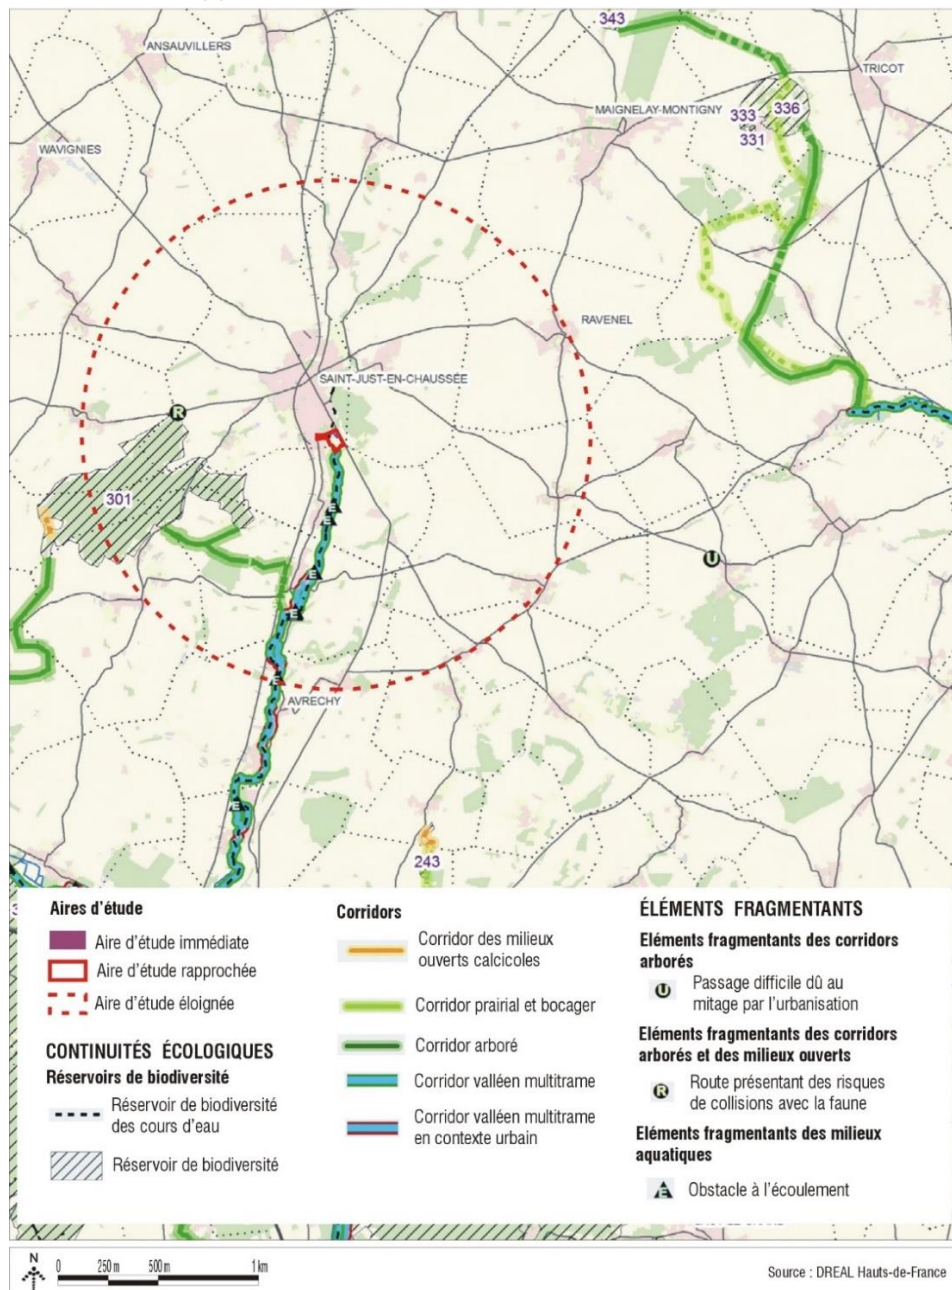 343
ANSAUVILLERS
TRICOT
MAIGNELAY-MONTIGNY
333
336
331
WAVIGNIES
RAVENEL
SAINT-JUST-EN-CHAUSSÉE
R
301
E
E
E
U
E
E
AVRECHY
E
243
Aires d'étude
Aire d'étude immédiate
Aire d'étude rapprochée
Aire d'étude éloignée
CONTINUITÉS ÉCOLOGIQUES
Réservoirs de biodiversité
Réservoir de biodiversité
des cours d'eau
Réservoir de biodiversité
Corridors
Corridor des milieux
ouverts calcicoles
Corridor prairial et bocager
Corridor arboré
Corridor valléen multitrame
Corridor valléen multitrame
en contexte urbain
ÉLÉMENTS FRAGMENTANTS
Eléments fragmentants des corridors
arborés
U
Passage difficile dû au
mitage par l'urbanisation
Eléments fragmentants des corridors
arborés et des milieux ouverts
R
Route présentant des risques
de collisions avec la faune
Eléments fragmentants des milieux
aquatiques
E
Obstacle à l'écoulement
N
0 250 m 500 m 1 km
Source : DREAL Hauts-de-France